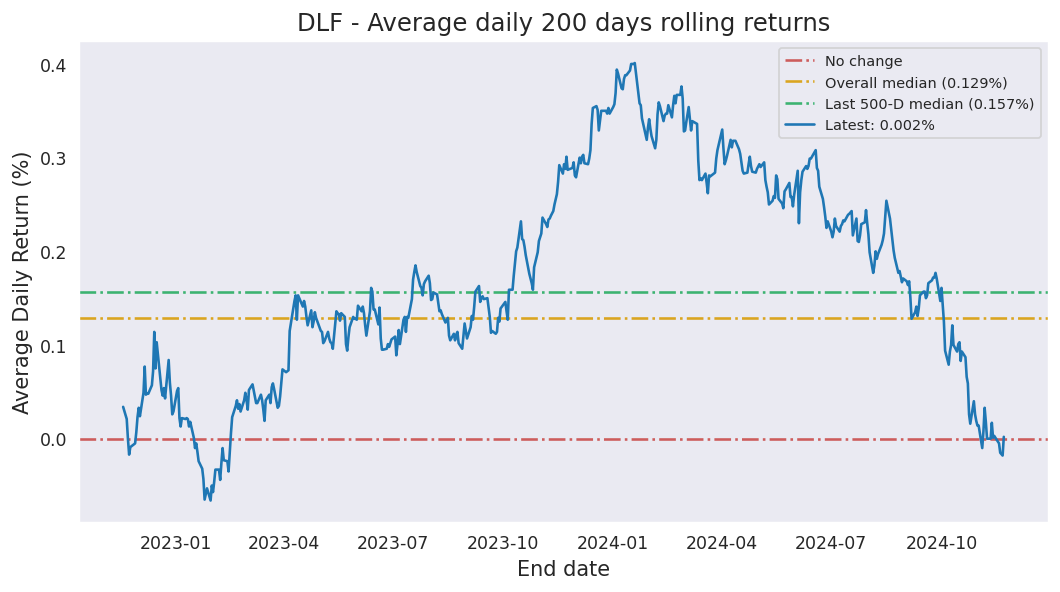 DLF - Average daily 200 days rolling returns
Average Daily Return (%)
0.4
0.3
0.2
0.1
0.0
No change
Overall median (0.129%)
Last 500-D median (0.157%)
Latest: 0.002%
2023-01 2023-04 2023-07 2023-10 2024-01 2024-04 2024-07 2024-10
End date